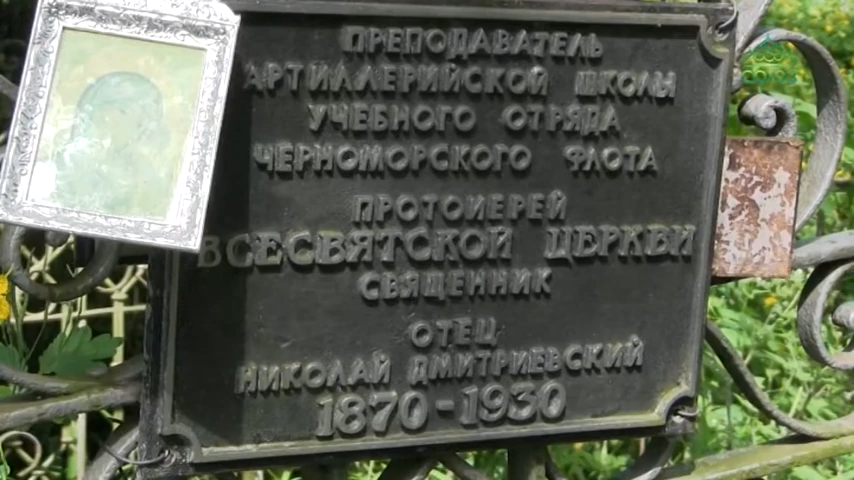 ПРЕПОДАВАТЕЛЬ
АРТИЛЛЕРИЙСКОЙ ШКОЛЫ
УЧЕБНОГО ОТРЯДА
ЧЕРНОМОРСКОГО ФЛОТА
ПРОТОИЕРЕЙ
ВСЕСВЯТСКОЙ ЦЕРКВИ
СВЯЩЕННИК
ОТЕЦ
НИКОЛАЙ ДМИТРИЕВСКИЙ
1870-1930